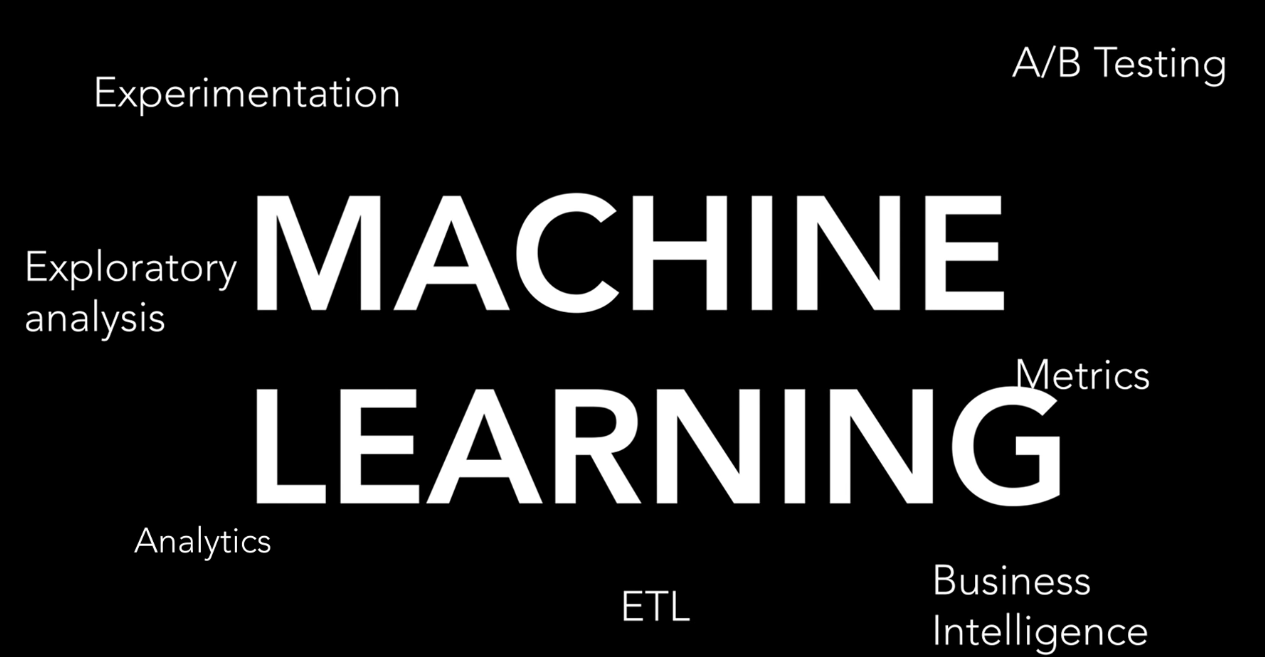 A/B Testing
Experimentation
MACHINE
Exploratory
analysis
Metrics
LEARNING
Analytics
Business
ETL
Intelligence